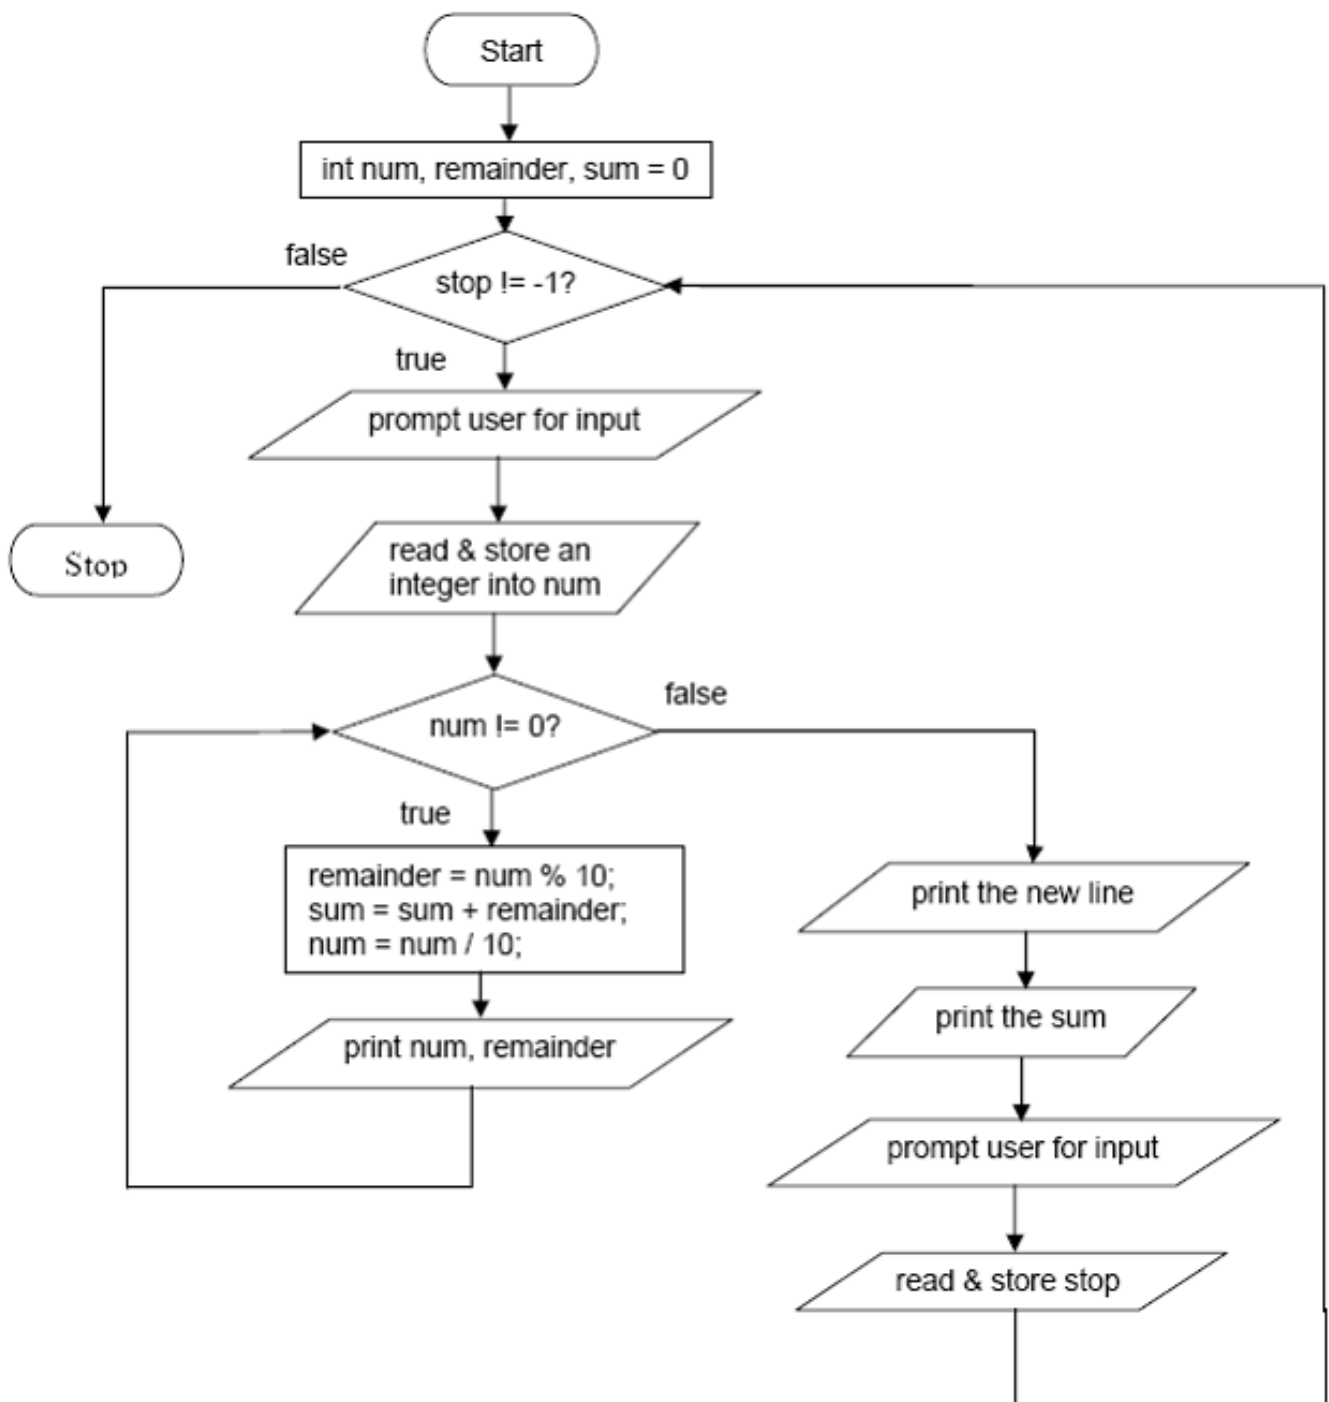 Start
int num, remainder, sum = 0
false
stop != -1?
true
prompt user for input
Stop
read & store an
integer into num
false
num != 0?
true
remainder = num % 10;
sum = sum + remainder;
num = num / 10;
print num, remainder
print the new line
print the sum
prompt user for input
read & store stop